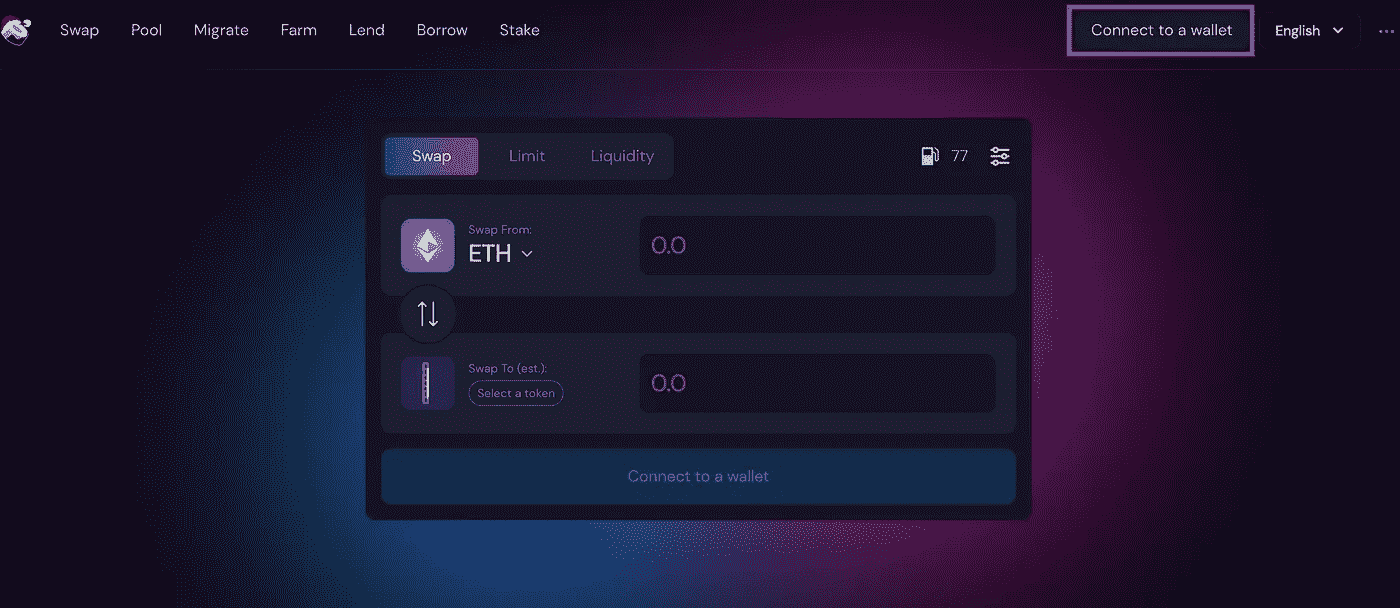 Swap Pool Migrate Farm Lend Borrow Stake Connect to a wallet English ...
Swap Limit Liquidity 77
Swap From:
ETH 0.0
Swap To (est.):
Select a token 0.0
Connect to a wallet